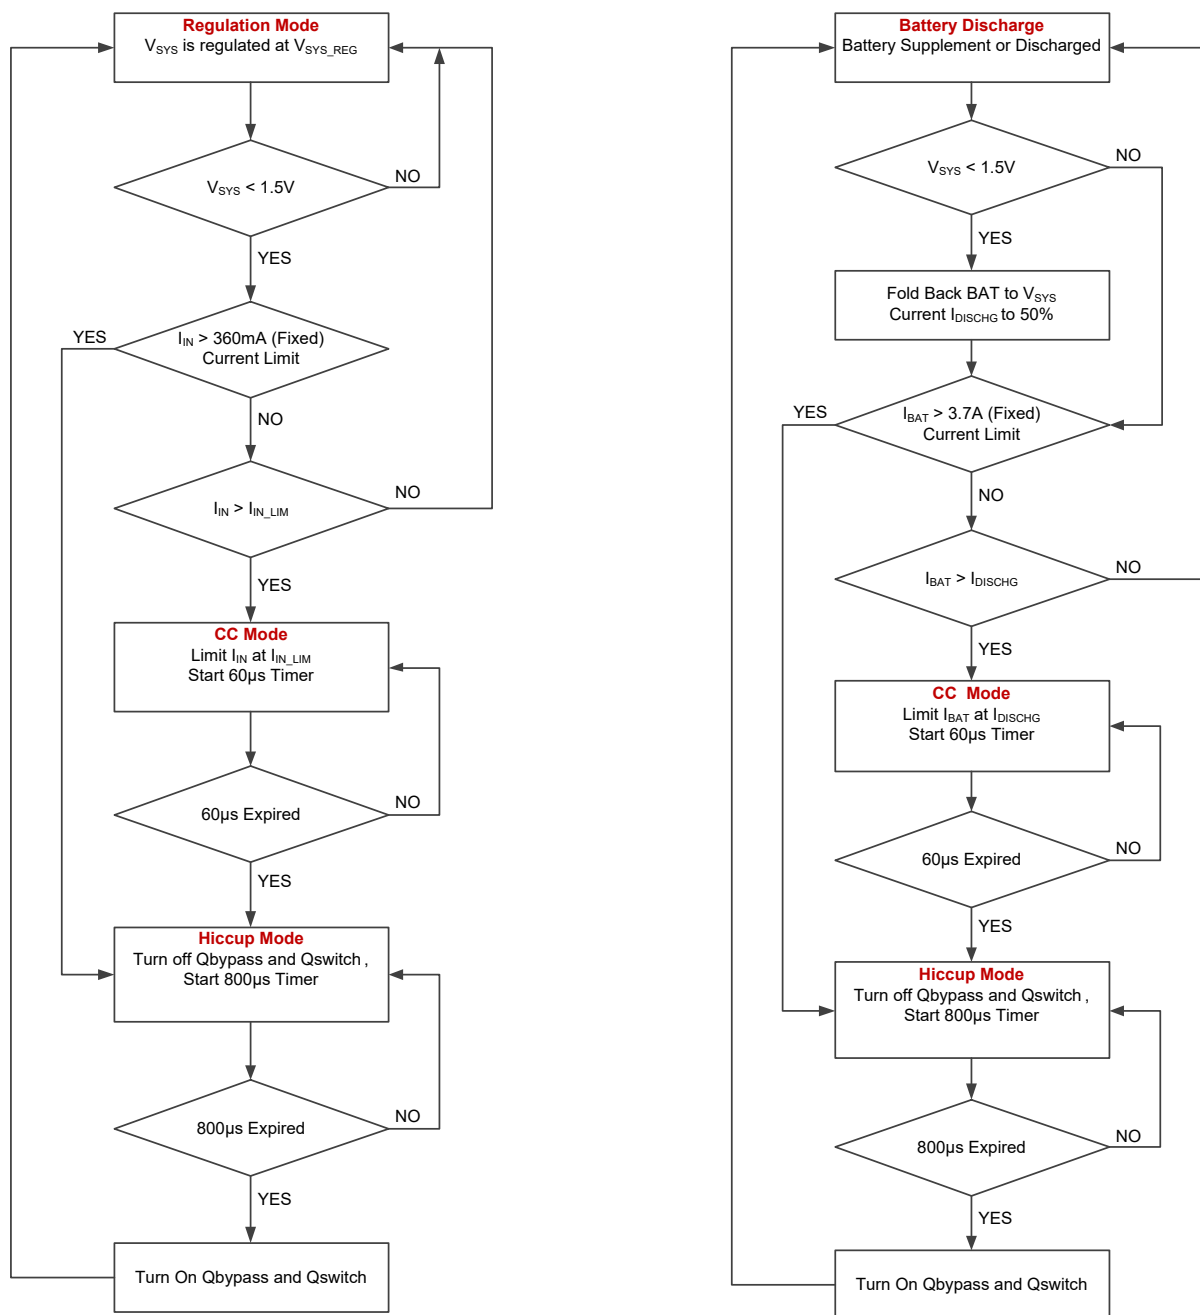 Regulation Mode
VSYS is regulated at VSYS_REG
VSYS < 1.5V
NO
YES
IIN > 360mA (Fixed)
Current Limit
YES
NO
IIN > IIN_LIM
NO
YES
CC Mode
Limit IIN at IIN_LIM
Start 60µs Timer
60µs Expired
NO
YES
Hiccup Mode
Turn off Qbypass and Qswitch ,
Start 800µs Timer
800µs Expired
NO
YES
Turn On Qbypass and Qswitch
Battery Discharge
Battery Supplement or Discharged
VSYS < 1.5V
NO
YES
Fold Back BAT to VSYS
Current IDISCHG to 50%
YES
IBAT > 3.7A (Fixed)
Current Limit
NO
IBAT > IDISCHG
NO
YES
CC Mode
Limit IBAT at IDISCHG
Start 60µs Timer
60µs Expired
NO
YES
Hiccup Mode
Turn off Qbypass and Qswitch ,
Start 800µs Timer
800µs Expired
NO
YES
Turn On Qbypass and Qswitch